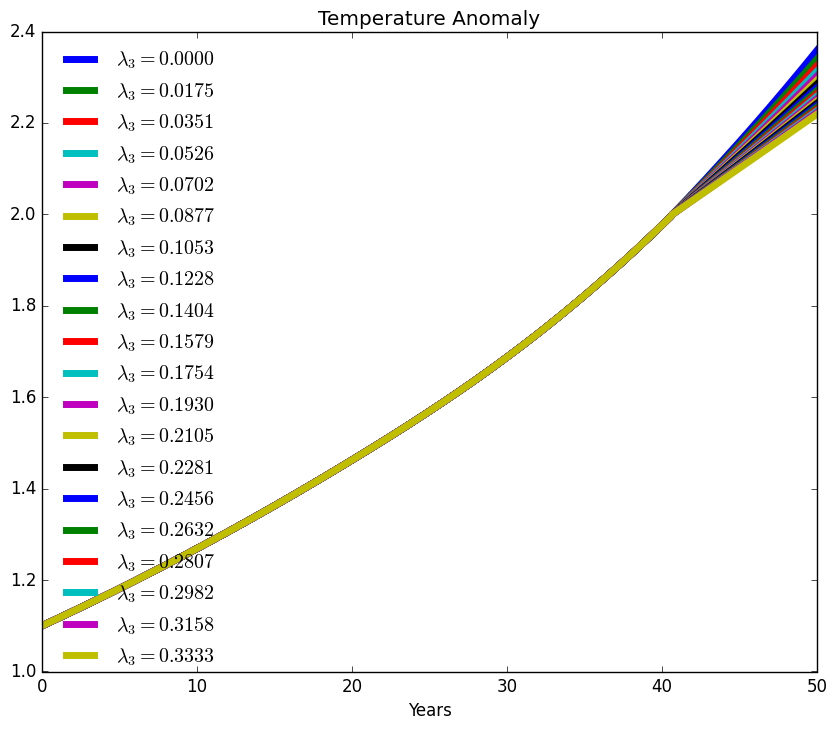 Temperature Anomaly
2.4
2.2
2.0
1.8
1.6
1.4
1.2
1.0
λ₃ = 0.0000
λ₃ = 0.0175
λ₃ = 0.0351
λ₃ = 0.0526
λ₃ = 0.0702
λ₃ = 0.0877
λ₃ = 0.1053
λ₃ = 0.1228
λ₃ = 0.1404
λ₃ = 0.1579
λ₃ = 0.1754
λ₃ = 0.1930
λ₃ = 0.2105
λ₃ = 0.2281
λ₃ = 0.2456
λ₃ = 0.2632
λ₃ = 0.2807
λ₃ = 0.2982
λ₃ = 0.3158
λ₃ = 0.3333
0 10 20 30 40 50
Years